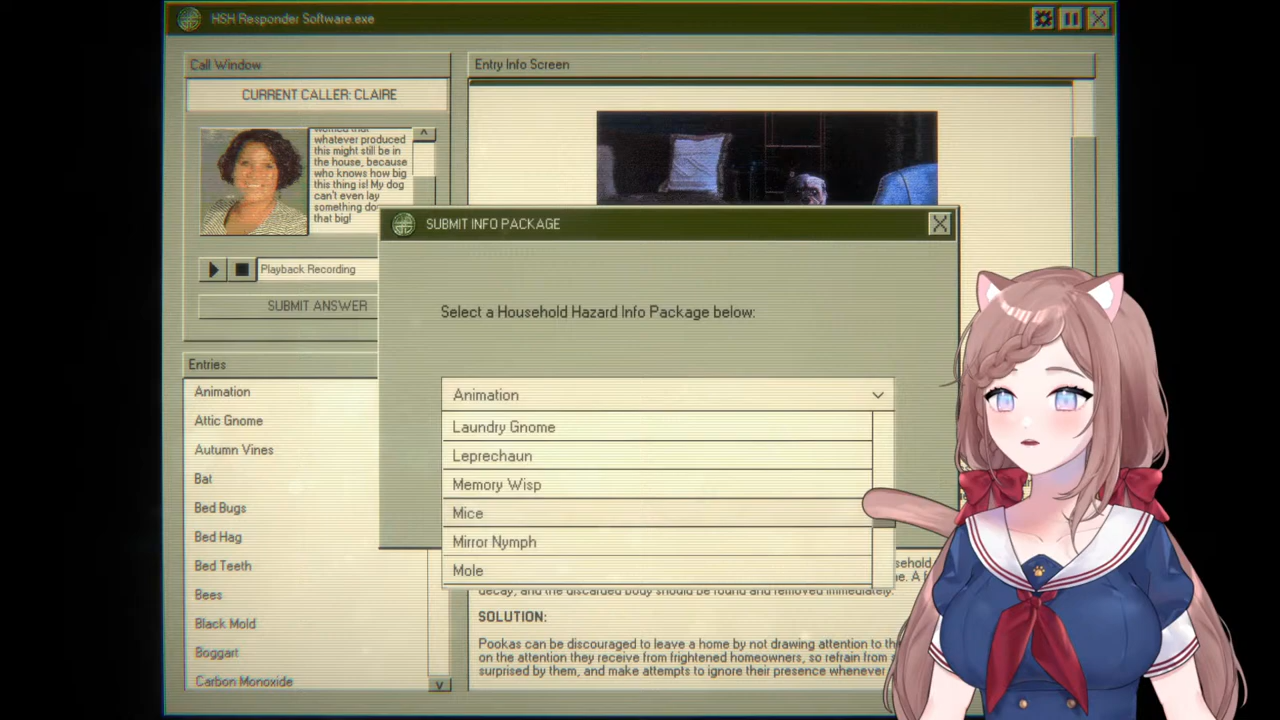 HSH Responder Software.exe
Call Window
CURRENT CALLER: CLAIRE
worried that
whatever produced
this might still be in
the house, because
who knows how big
this thing is! My dog
can't even lay
something do
that big!
Playback Recording
SUBMIT ANSWER
Entries
Animation
Attic Gnome
Autumn Vines
Bat
Bed Bugs
Bed Hag
Bed Teeth
Bees
Black Mold
Boggart
Carbon Monoxide
Entry Info Screen
SUBMIT INFO PACKAGE
Select a Household Hazard Info Package below:
Animation
Laundry Gnome
Leprechaun
Memory Wisp
Mice
Mirror Nymph
Mole
sehold
e. A f
decay, and the discarded body should be found and removed immediately.
SOLUTION:
Pookas can be discouraged to leave a home by not drawing attention to th
on the attention they receive from frightened homeowners, so refrain from
surprised by them, and make attempts to ignore their presence whenever